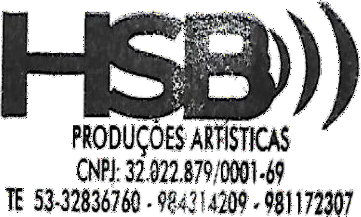 HSB
PRODUÇÕES ARTÍSTICAS
CNPJ: 32.022.879/0001-69
TE 53-32836760 - 984314209 - 981172307